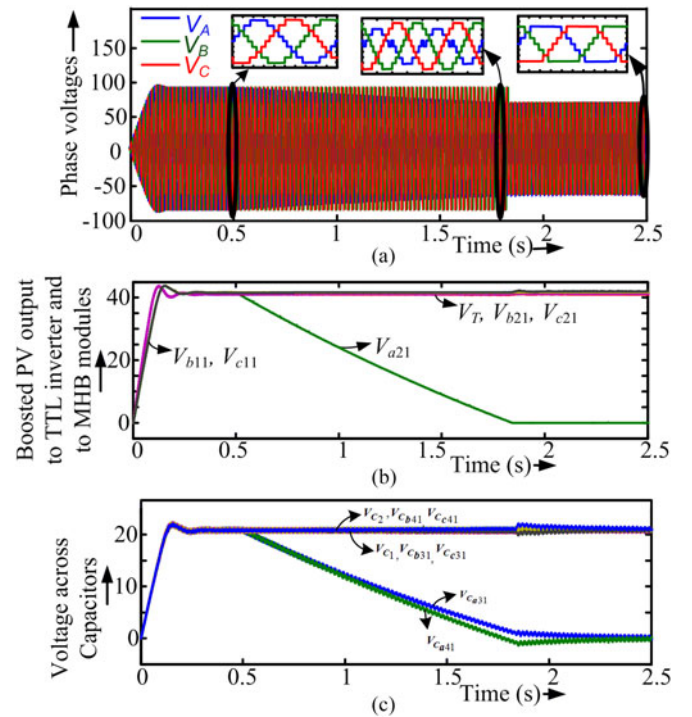 V_A
V_B
V_C
Phase voltages
150
100
50
0
-50
-100
0
0.5
1
1.5
2
2.5
Time (s)
(a)
Boosted PV output
to TTL inverter and
to MHB modules
40
20
0
V_T, V_b21, V_c21
V_b11, V_c11
V_a21
0
0.5
1
1.5
2
2.5
(b)
Time (s)
Voltage across
Capacitors
20
10
0
v_C2, v_Cb41, v_Cc41
v_C1, v_Cb31, v_Cc31
v_Ca31
v_Ca41
0
0.5
1
1.5
2
2.5
Time (s)
(c)